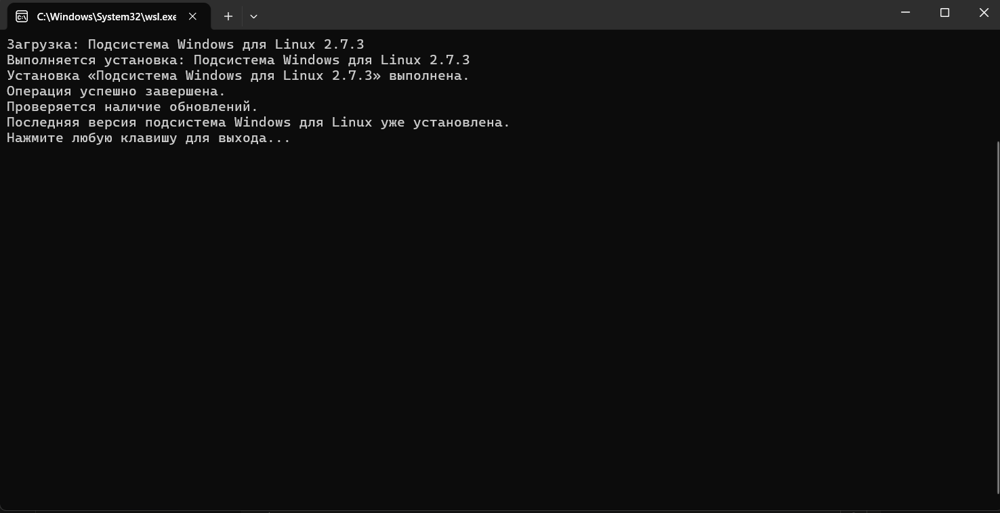 C:\Windows\System32\wsl.exe
Загрузка: Подсистема Windows для Linux 2.7.3
Выполняется установка: Подсистема Windows для Linux 2.7.3
Установка «Подсистема Windows для Linux 2.7.3» выполнена.
Операция успешно завершена.
Проверяется наличие обновлений.
Последняя версия подсистема Windows для Linux уже установлена.
Нажмите любую клавишу для выхода...